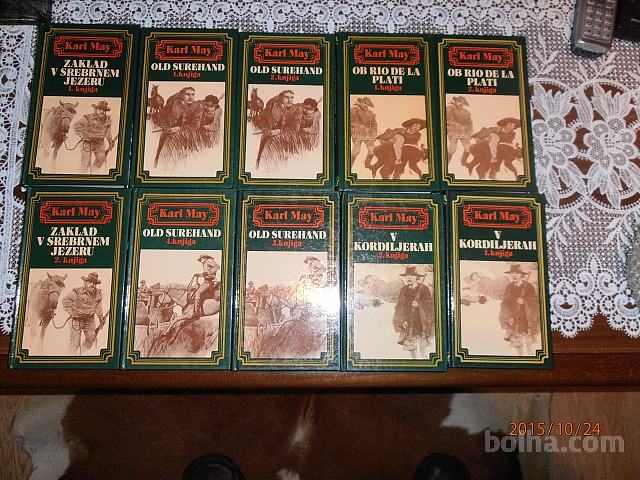 Karl May
ZAKLAD
V SREBRNEM
JEZERU
1. knjiga
Karl May
OLD SUREHAND
1. knjiga
Karl May
OLD SUREHAND
2. knjiga
Karl May
OB RIO DE LA
PLATI
1. knjiga
Karl May
OB RIO DE LA
PLATI
2. knjiga
Karl May
ZAKLAD
V SREBRNEM
JEZERU
2. knjiga
Karl May
OLD SUREHAND
4. knjiga
Karl May
OLD SUREHAND
3. knjiga
Karl May
V
KORDILJERAH
2. knjiga
Karl May
V
KORDILJERAH
1. knjiga
2015/10/24
bolha.com